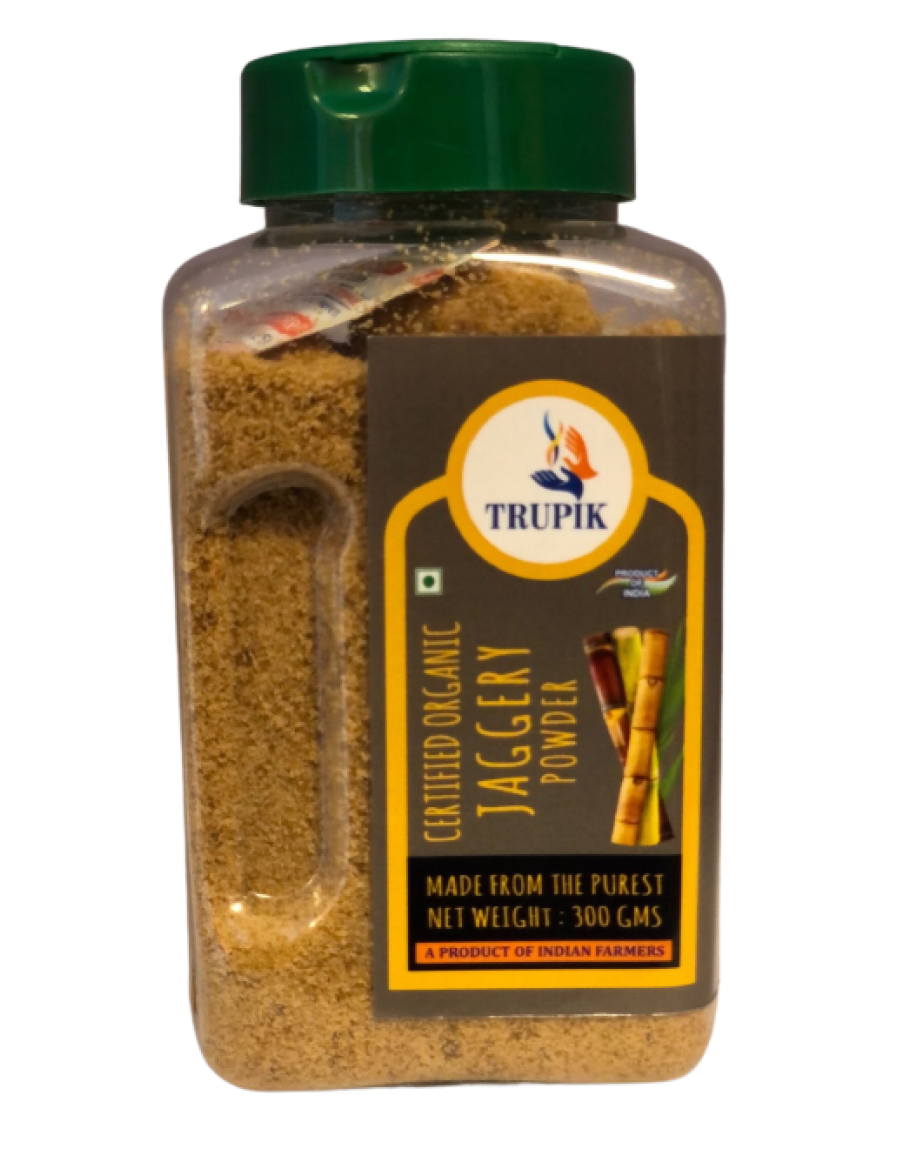 TRUPIK
PRODUCT
OF
INDIA
CERTIFIED ORGANIC
JAGGERY
POWDER
MADE FROM THE PUREST
NET WEIGHT : 300 GMS
A PRODUCT OF INDIAN FARMERS